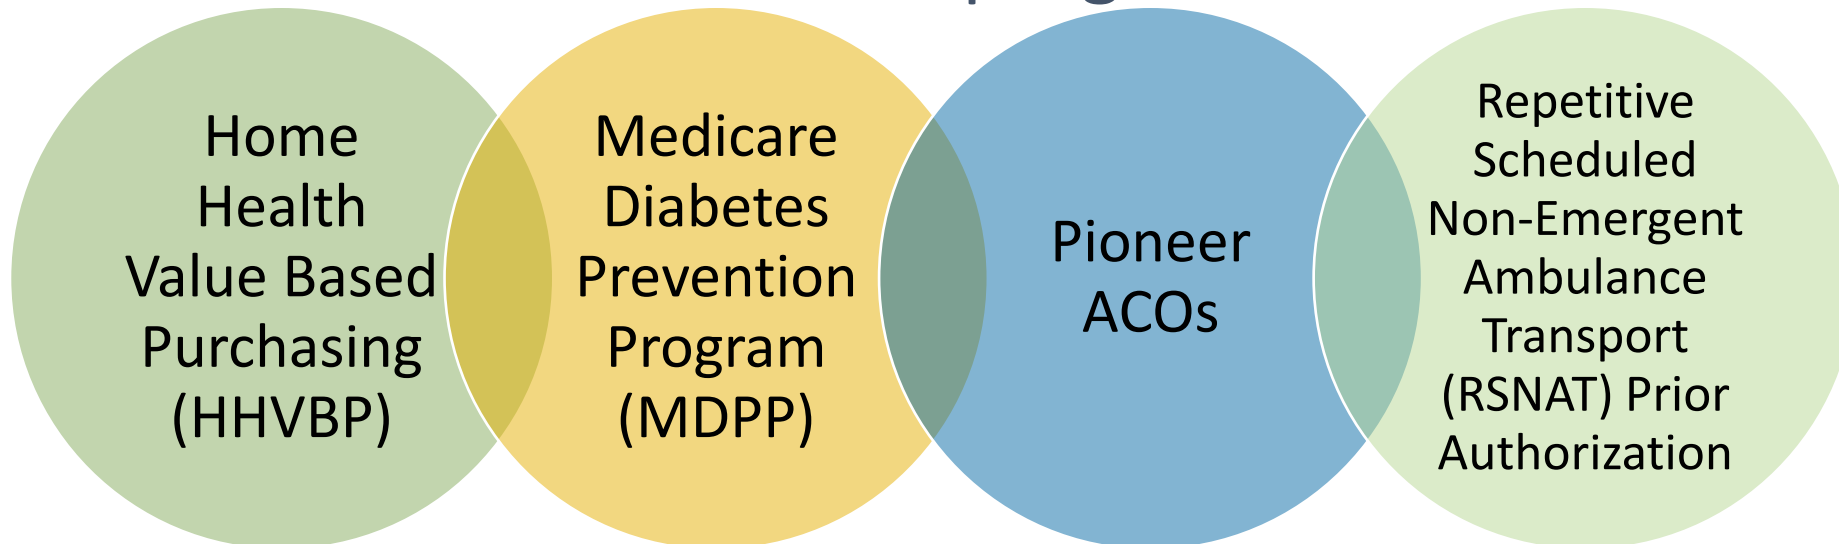 Home
Health
Value Based
Purchasing
(HHVBP)
Medicare
Diabetes
Prevention
Program
(MDPP)
Pioneer
ACOs
Repetitive
Scheduled
Non-Emergent
Ambulance
Transport
(RSNAT) Prior
Authorization